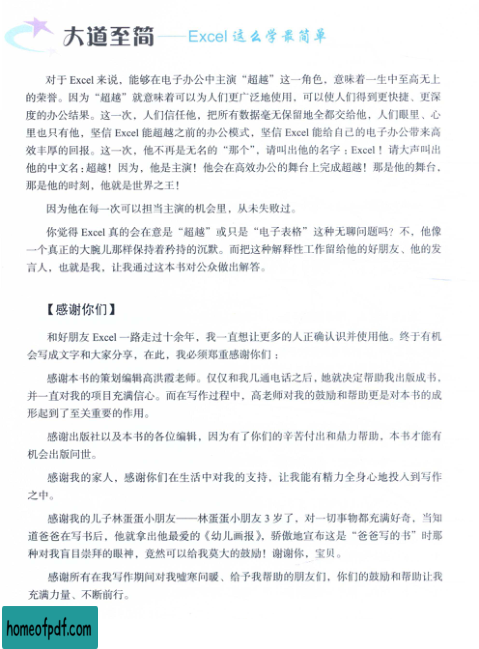 大道至简——Excel 这么学最简单
对于 Excel 来说，能够在电子办公中主演“超越”这一角色，意味着一生中至高无上
的荣誉。因为“超越”就意味着可以为人们更广泛地使用，可以使人们得到更快捷、更深
度的办公结果。这一次，人们信任他，把所有数据毫无保留地全都交给他，人们眼里、心
里也只有他，坚信 Excel 能超越之前的办公模式，坚信 Excel 能给自己的电子办公带来高
效丰厚的回报。这一次，他不再是无名的“那个”，请叫出他的名字：Excel！请大声叫出
他的中文名：超越！因为，他是主演！他会在高效办公的舞台上完成超越！那是他的舞台，
那是他的时刻，他就是世界之王！
因为他在每一次可以担当主演的机会里，从未失败过。
你觉得 Excel 真的会在意是“超越”或只是“电子表格”这种无聊问题吗？不，他像
一个真正的大腕儿那样保持着矜持的沉默。而把这种解释性工作留给他的好朋友、他的发
言人，也就是我，让我通过这本书对公众做出解答。
【感谢你们】
和好朋友 Excel 一路走过十余年，我一直想让更多的人正确认识并使用他。终于有机
会写成文字和大家分享，在此，我必须郑重感谢你们：
感谢本书的策划编辑高洪霞老师。仅仅和我几通电话之后，她就决定帮助我出版成书，
并一直对我的项目充满信心。而在写作过程中，高老师对我的鼓励和帮助更是对本书的成
形起到了至关重要的作用。
感谢出版社以及本书的各位编辑，因为有了你们的辛苦付出和鼎力帮助，本书才能有
机会出版问世。
感谢我的家人，感谢你们在生活中对我的支持，让我能有精力全身心地投入到写作
之中。
感谢我的儿子林蛋蛋小朋友——林蛋蛋小朋友 3 岁了，对一切事物都充满好奇，当知
道爸爸在写书后，他就拿出他最爱的《幼儿画报》，骄傲地宣布这是“爸爸写的书”时那
种对我盲目崇拜的眼神，竟然可以给我莫大的鼓励！谢谢你，宝贝。
感谢所有在我写作期间对我嘘寒问暖、给予我帮助的朋友们，你们的鼓励和帮助让我
充满力量、不断前行。
homeofpdf.com